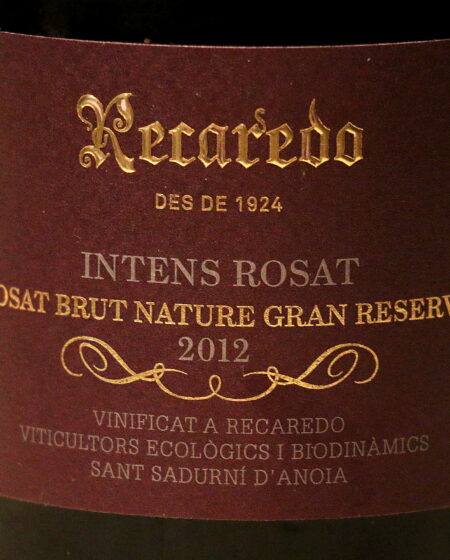 Recaredo
DES DE 1924
INTENS ROSAT
OSAT BRUT NATURE GRAN RESERV
2012
VINIFICAT A RECAREDO
VITICULTORS ECOLÒGICS I BIODINÀMICS
SANT SADURNÍ D'ANOIA